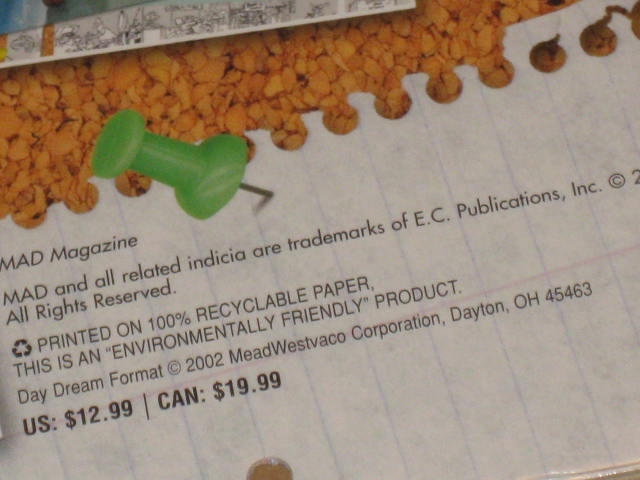 MAD Magazine
MAD and all related indicia are trademarks of E.C. Publications, Inc. © 2
All Rights Reserved.
PRINTED ON 100% RECYCLABLE PAPER,
THIS IS AN "ENVIRONMENTALLY FRIENDLY" PRODUCT.
Day Dream Format © 2002 MeadWestvaco Corporation, Dayton, OH 45463
US: $12.99 | CAN: $19.99